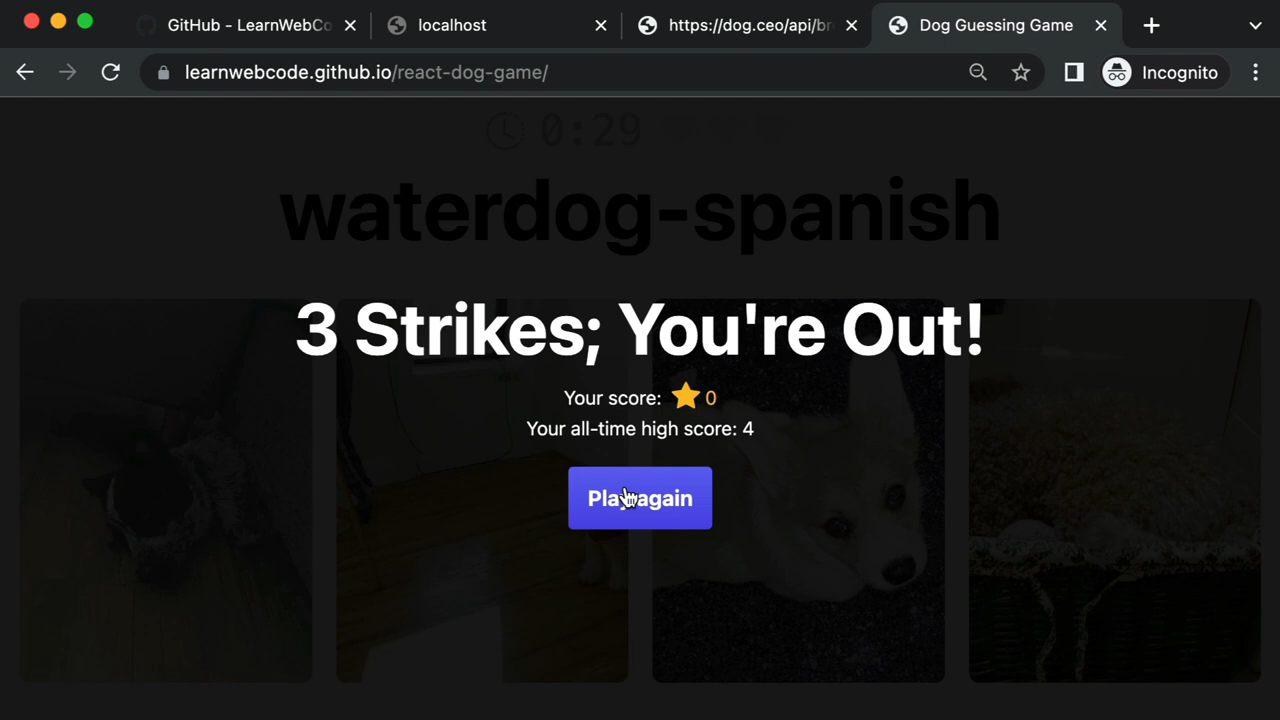 GitHub - LearnWebCo
localhost
https://dog.ceo/api/br
Dog Guessing Game
learnwebcode.github.io/react-dog-game/
Incognito
0:29
waterdog-spanish
3 Strikes; You're Out!
Your score: 0
Your all-time high score: 4
Play again